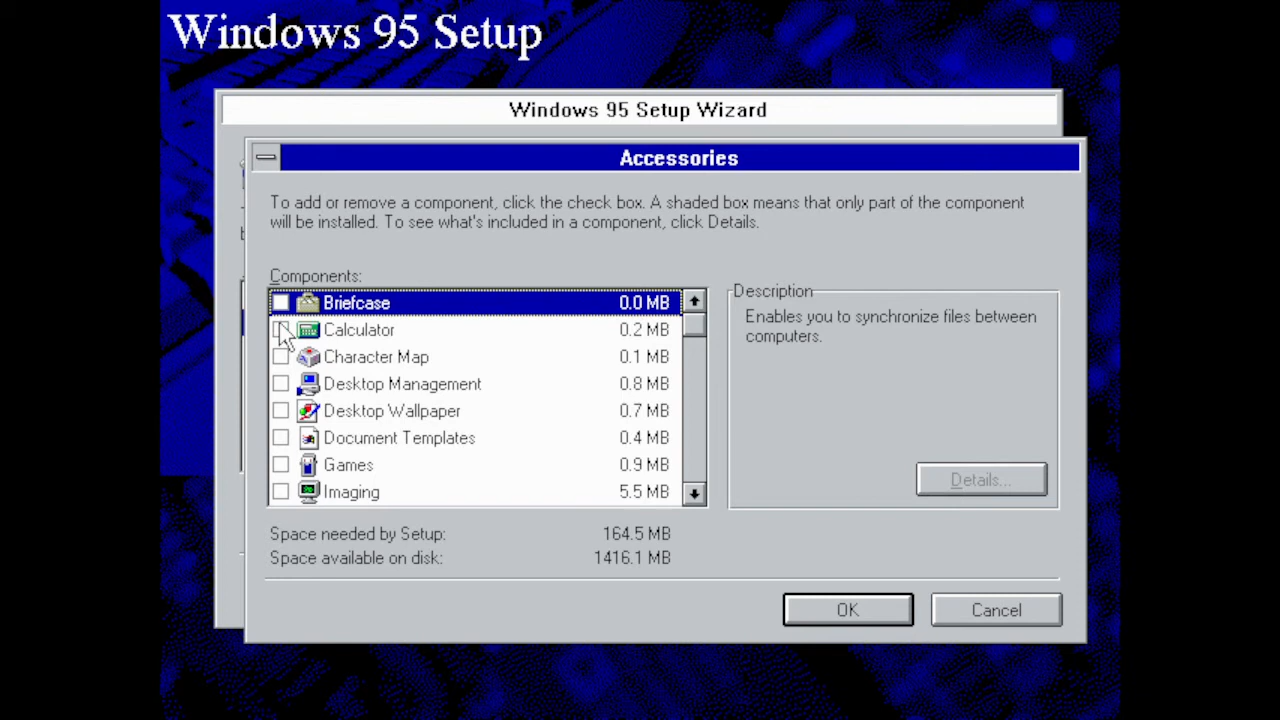 Windows 95 Setup
Windows 95 Setup Wizard
Accessories
To add or remove a component, click the check box. A shaded box means that only part of the component
will be installed. To see what's included in a component, click Details.
Components:
Briefcase 0.0 MB
Calculator 0.2 MB
Character Map 0.1 MB
Desktop Management 0.8 MB
Desktop Wallpaper 0.7 MB
Document Templates 0.4 MB
Games 0.9 MB
Imaging 5.5 MB
Description
Enables you to synchronize files between
computers.
Details...
Space needed by Setup: 164.5 MB
Space available on disk: 1416.1 MB
OK Cancel